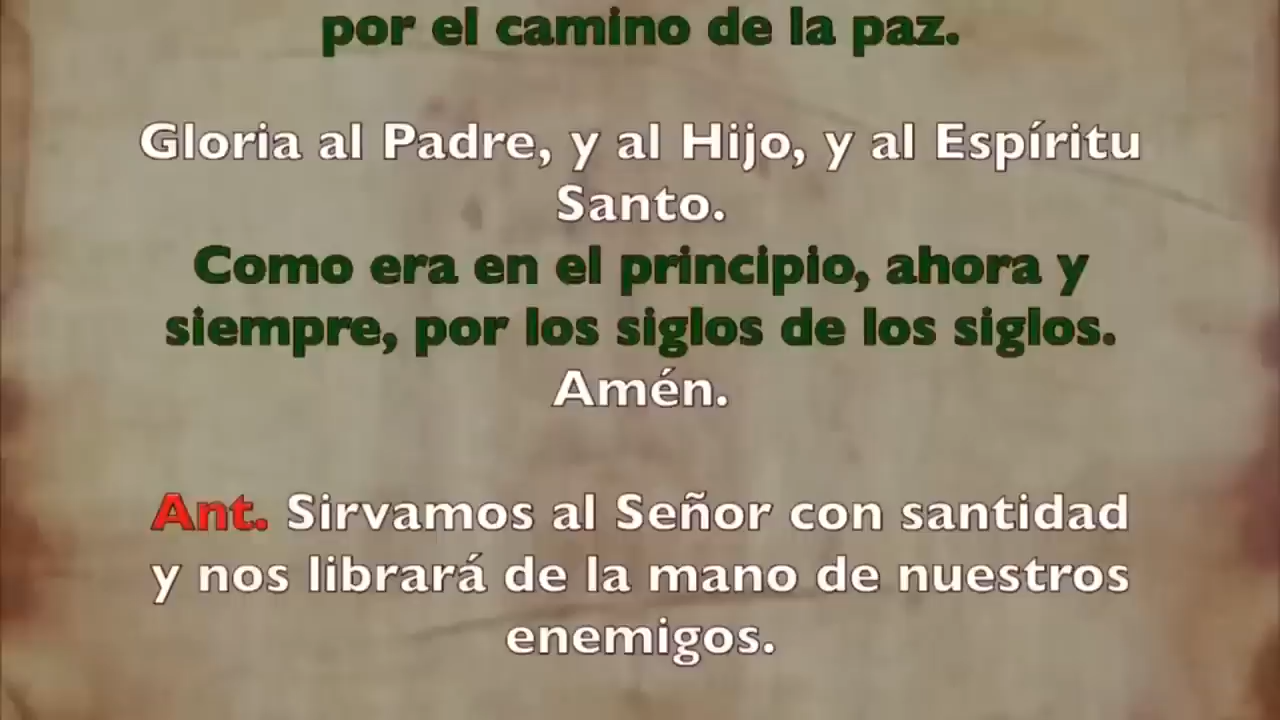 por el camino de la paz.
Gloria al Padre, y al Hijo, y al Espíritu
Santo.
Como era en el principio, ahora y
siempre, por los siglos de los siglos.
Amén.
Ant. Sirvamos al Señor con santidad
y nos librará de la mano de nuestros
enemigos.